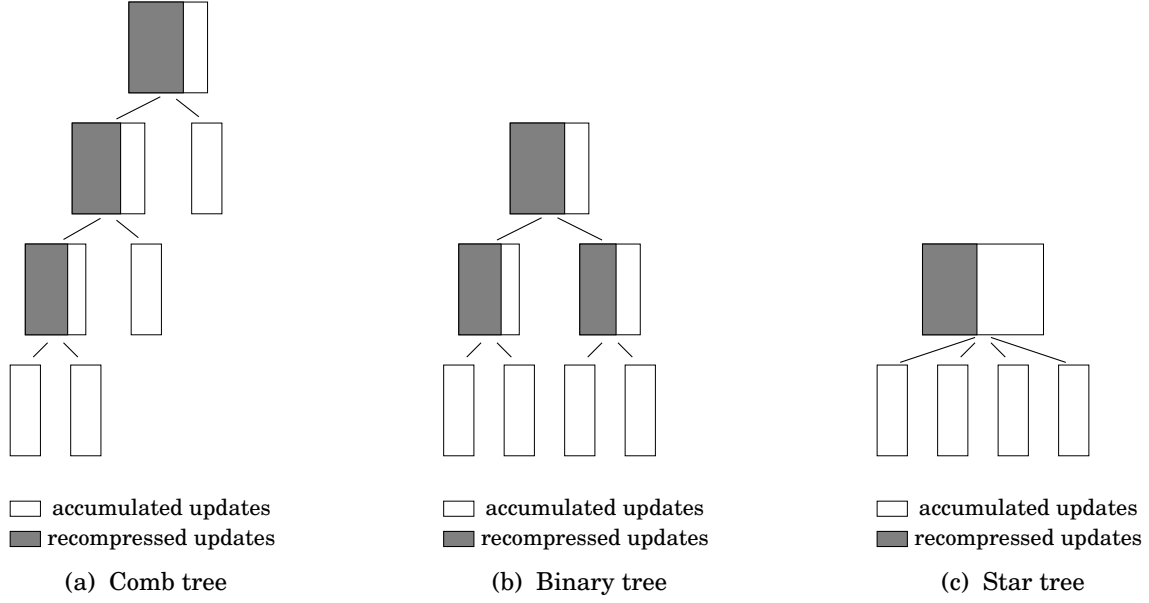 accumulated updates
recompressed updates
(a) Comb tree
accumulated updates
recompressed updates
(b) Binary tree
accumulated updates
recompressed updates
(c) Star tree